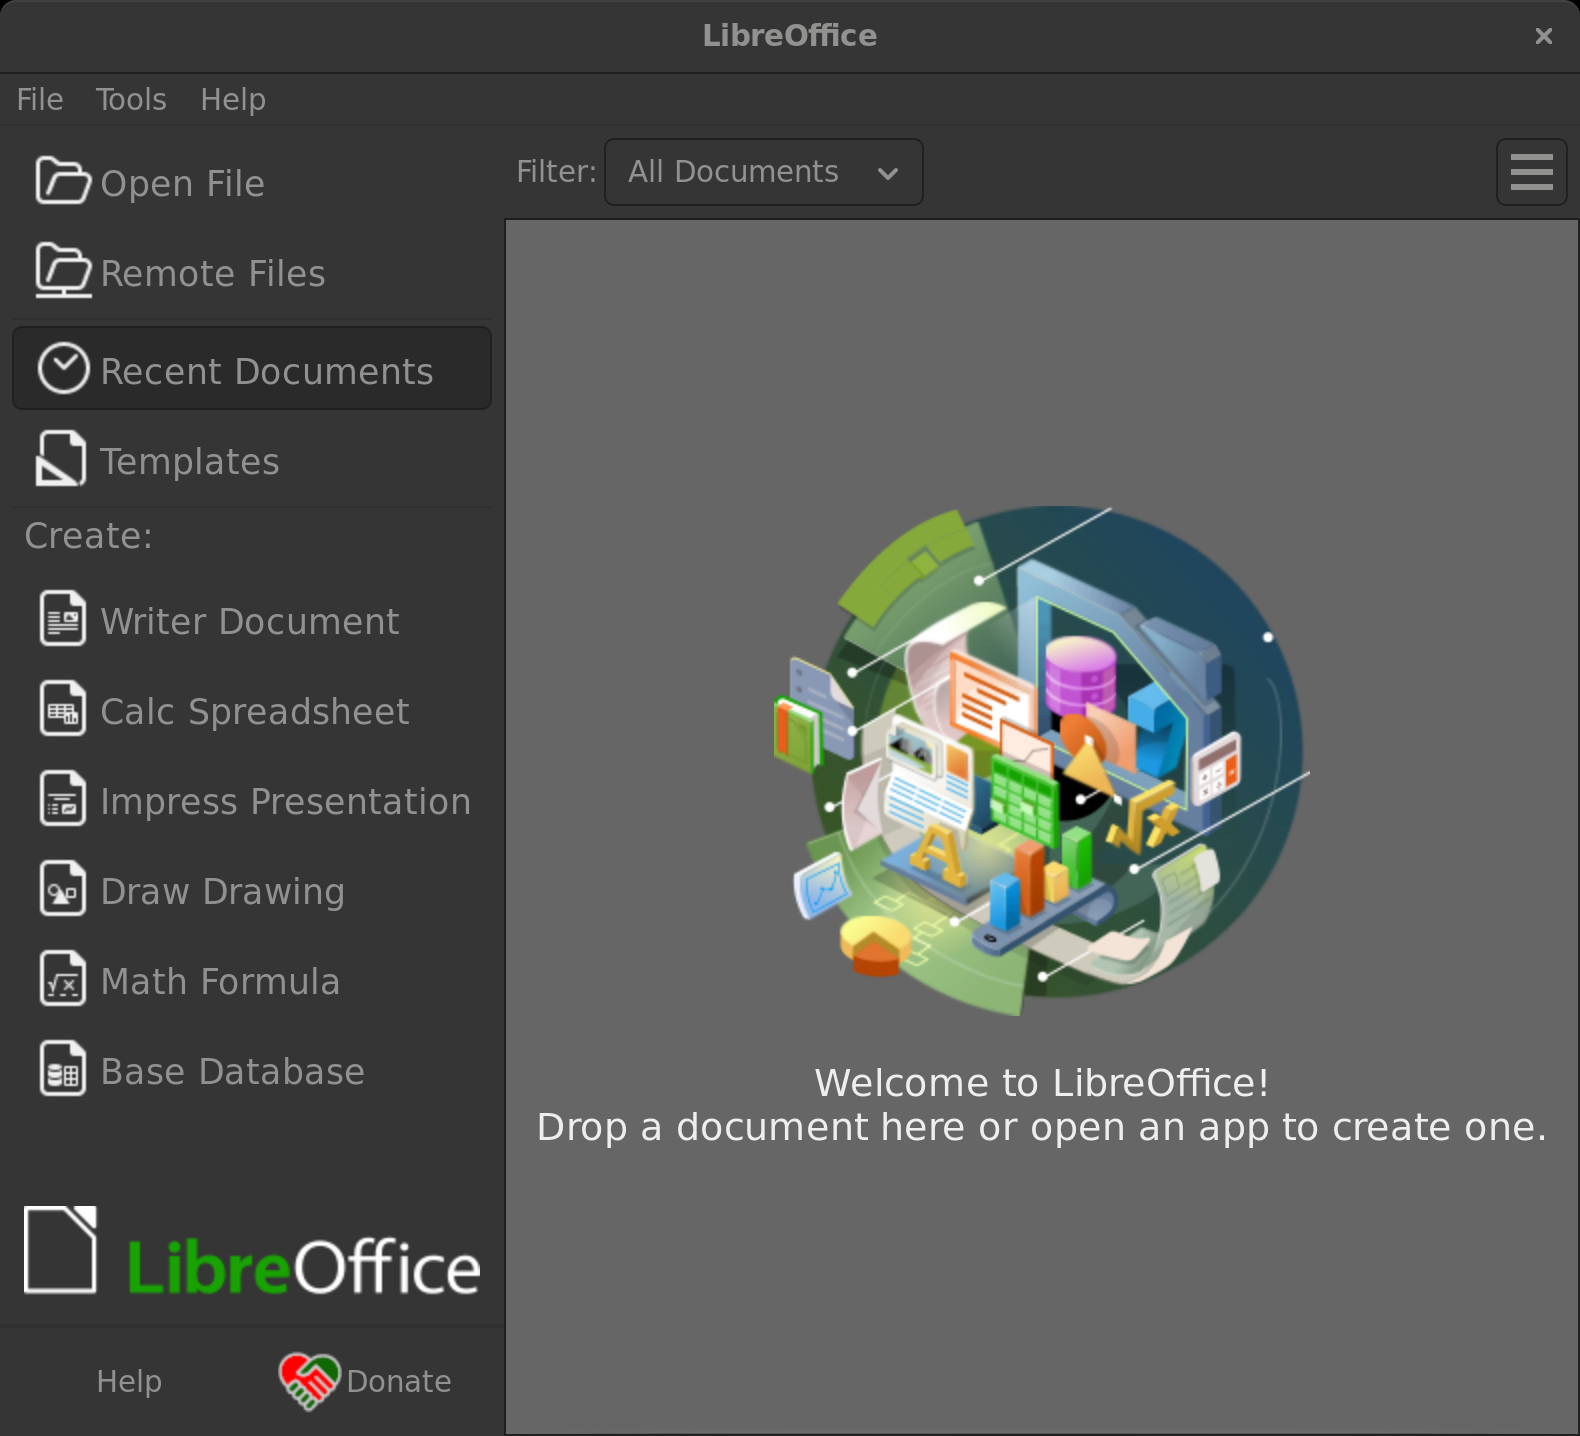 LibreOffice
File Tools Help
Open File
Remote Files
Recent Documents
Templates
Create:
Writer Document
Calc Spreadsheet
Impress Presentation
Draw Drawing
Math Formula
Base Database
LibreOffice
Help Donate
Filter: All Documents
Welcome to LibreOffice!
Drop a document here or open an app to create one.